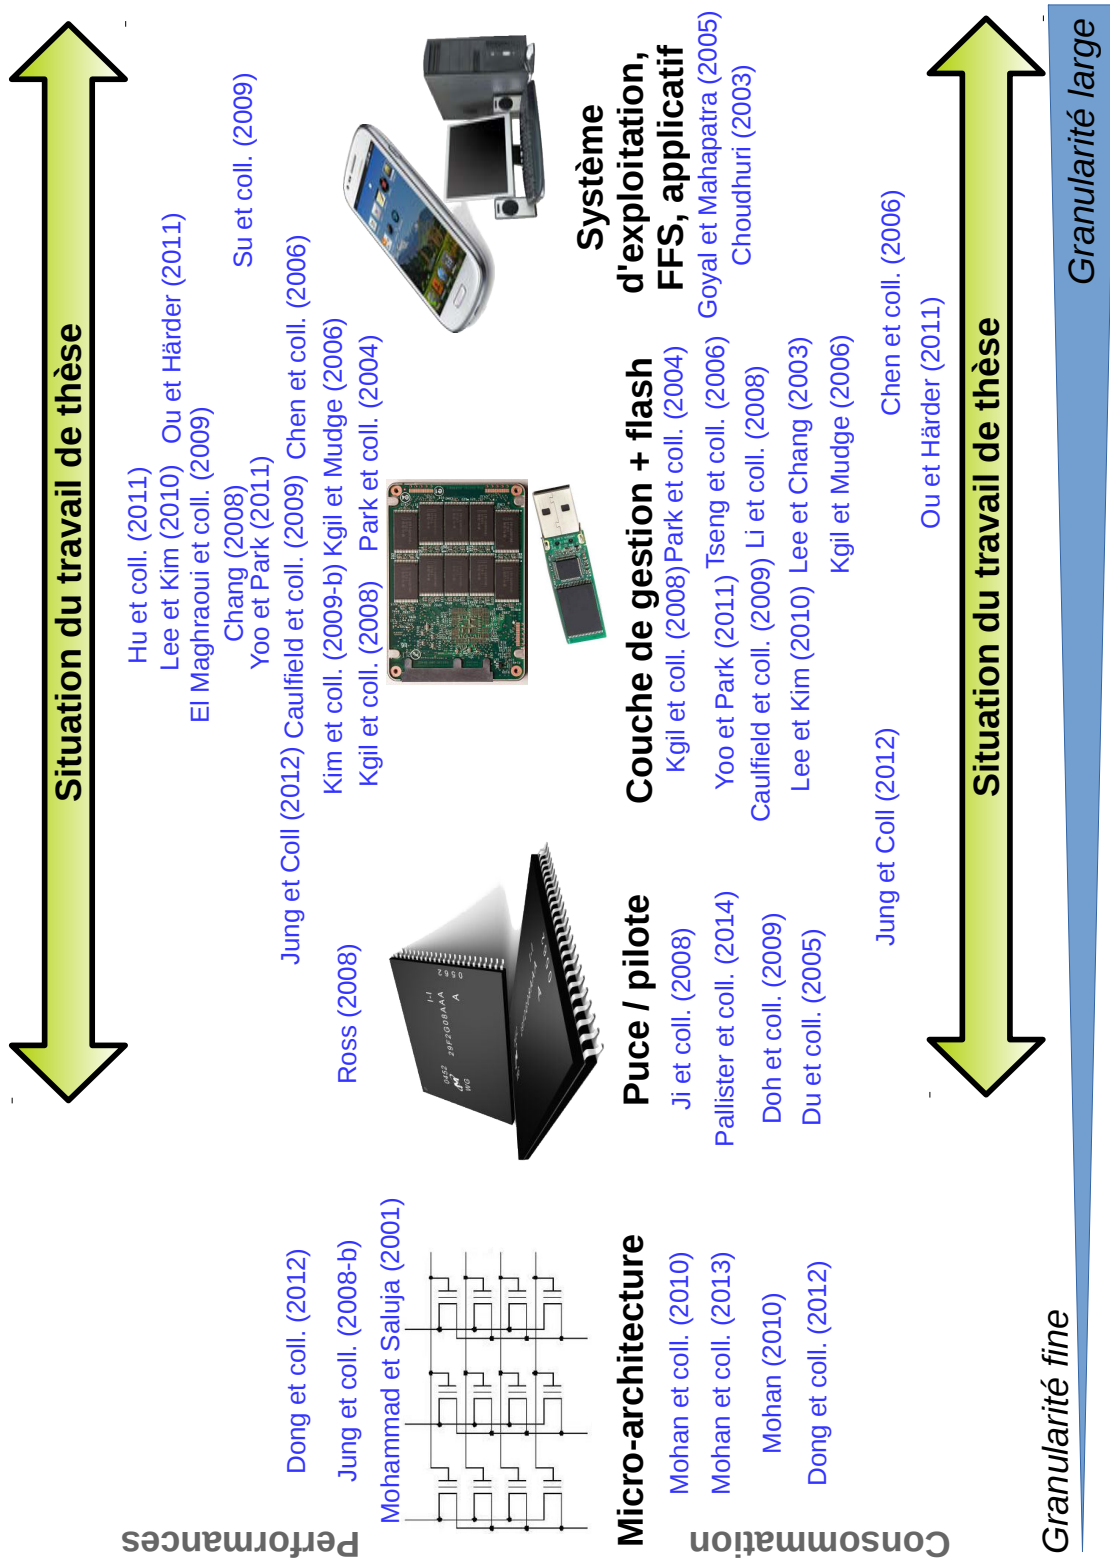 Situation du travail de thèse
Hu et coll. (2011)
Lee et Kim (2010)
Ou et Härder (2011)
El Maghraoui et coll. (2009)
Chang (2008)
Su et coll. (2009)
Yoo et Park (2011)
Dong et coll. (2012)
Jung et Coll (2012)
Caulfield et coll. (2009)
Chen et coll. (2006)
Jung et coll. (2008-b)
Ross (2008)
Kim et coll. (2009-b)
Kgil et Mudge (2006)
Mohammad et Saluja (2001)
Kgil et coll. (2008)
Park et coll. (2004)
Performances
0452
WG
29F2G08AAA
1-1
A
Micro-architecture
Puce / pilote
Couche de gestion + flash
Système
d'exploitation,
FFS, applicatif
Consommation
Mohan et coll. (2010)
Ji et coll. (2008)
Kgil et coll. (2008)
Park et coll. (2004)
Goyal et Mahapatra (2005)
Mohan et coll. (2013)
Pallister et coll. (2014)
Yoo et Park (2011)
Tseng et coll. (2006)
Choudhuri (2003)
Mohan (2010)
Doh et coll. (2009)
Caulfield et coll. (2009)
Li et coll. (2008)
Dong et coll. (2012)
Du et coll. (2005)
Lee et Kim (2010)
Lee et Chang (2003)
Kgil et Mudge (2006)
Jung et Coll (2012)
Chen et coll. (2006)
Ou et Härder (2011)
Situation du travail de thèse
Granularité fine
Granularité large